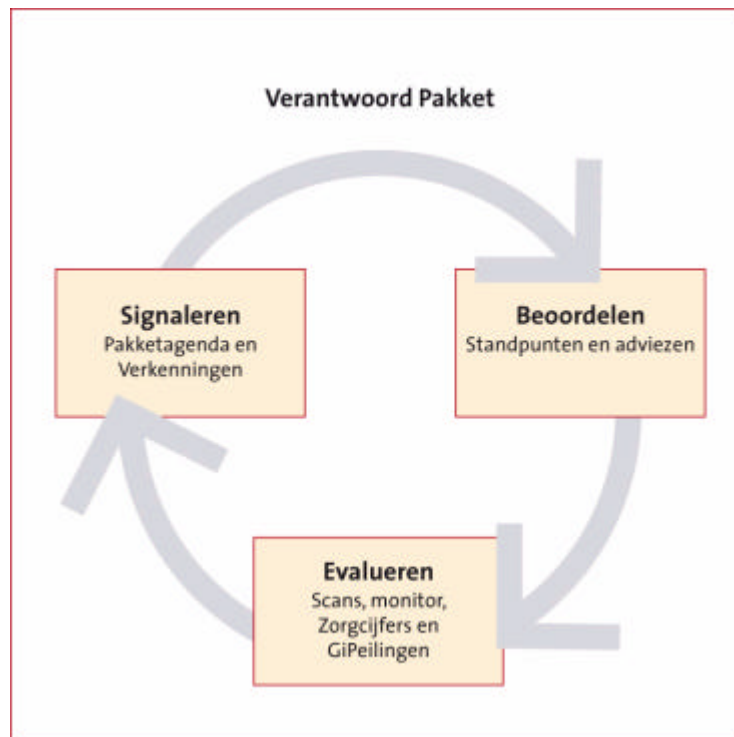 Verantwoord Pakket
Signaleren
Pakketagenda en
Verkenningen
Beoordelen
Standpunten en adviezen
Evalueren
Scans, monitor,
Zorgcijfers en
GiPeilingen